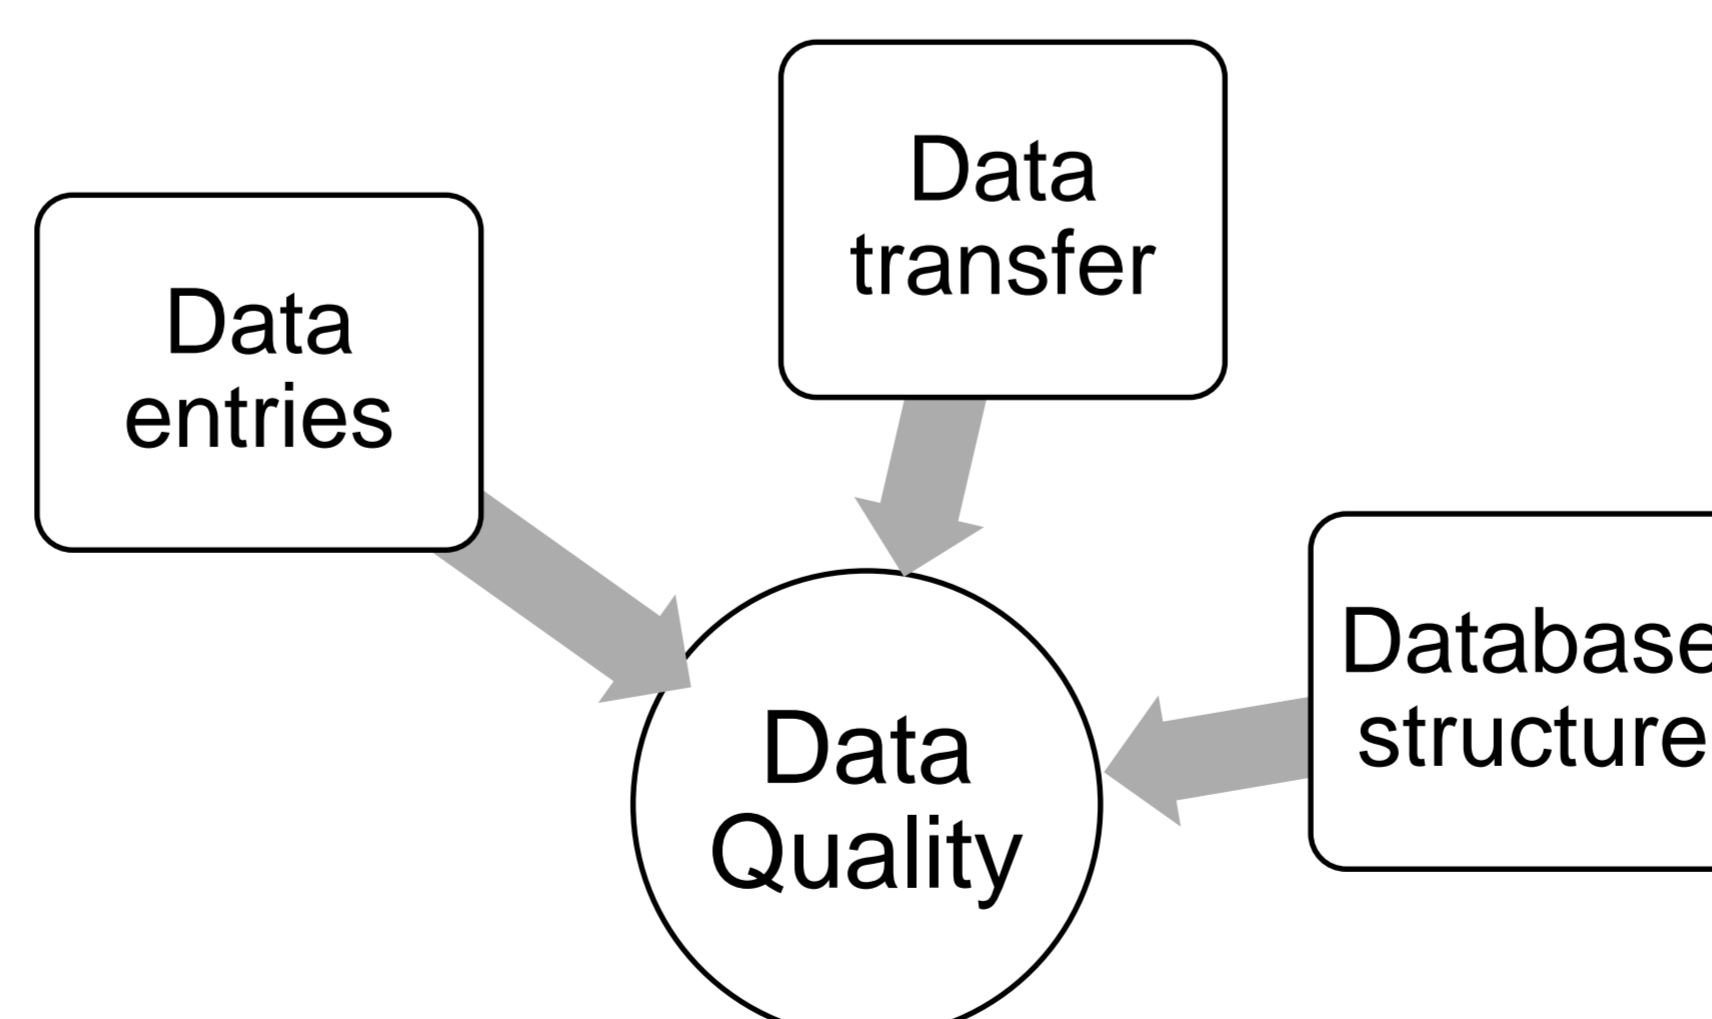 Data
transfer
Data
entries
Database
structure
Data
Quality